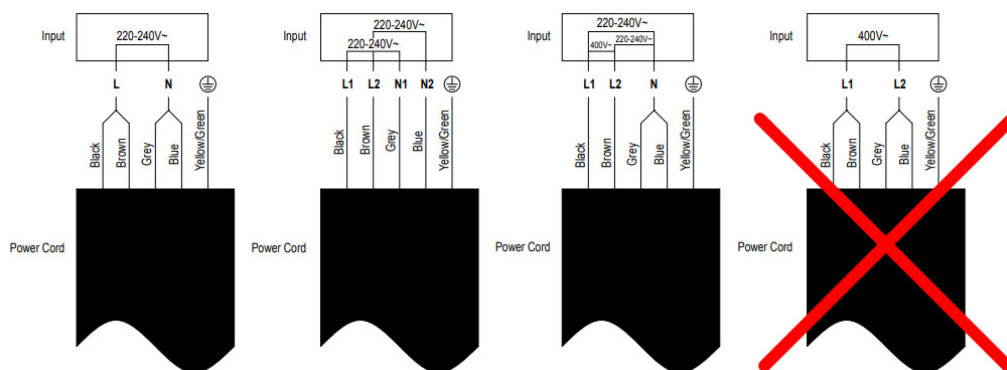 Input
220-240V~
L N
Black
Brown
Grey
Blue
Yellow/Green
Power Cord
Input
220-240V~
220-240V~
L1 L2 N1 N2
Black
Brown
Grey
Blue
Yellow/Green
Power Cord
Input
220-240V~
400V~ 220-240V~
L1 L2 N
Black
Brown
Grey
Blue
Yellow/Green
Power Cord
Input
400V~
L1 L2
Black
Brown
Grey
Blue
Yellow/Green
Power Cord